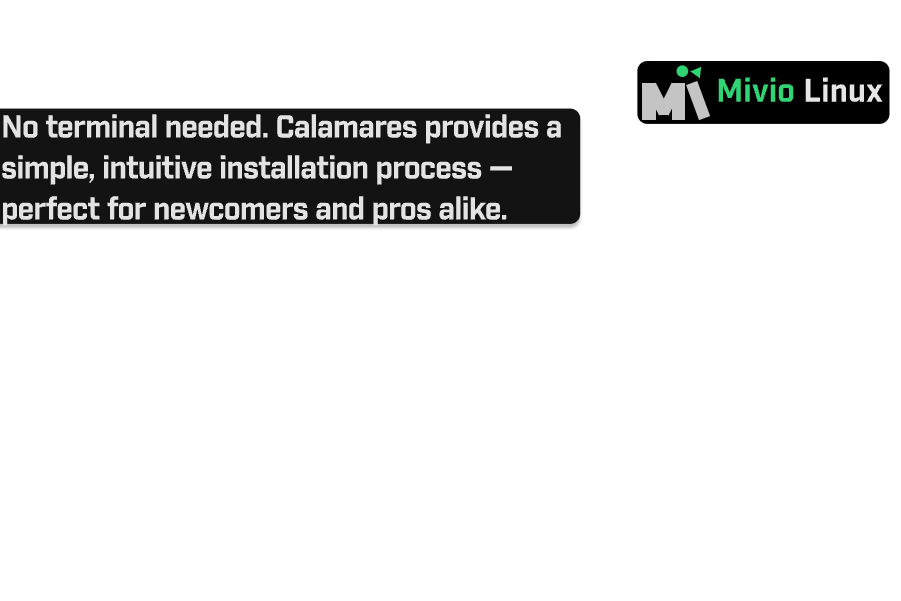 Mivio Linux
No terminal needed. Calamares provides a
simple, intuitive installation process —
perfect for newcomers and pros alike.